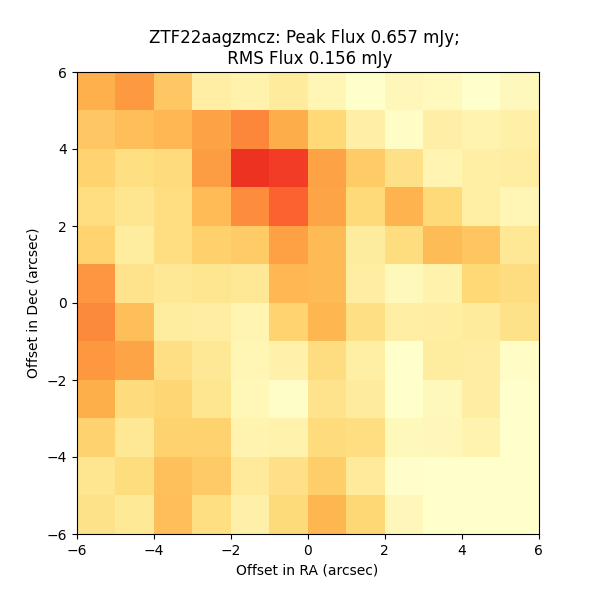 ZTF22aagzmcz: Peak Flux 0.657 mJy;
RMS Flux 0.156 mJy
6
4
2
0
−2
−4
−6
Offset in Dec (arcsec)
−6 −4 −2 0 2 4 6
Offset in RA (arcsec)